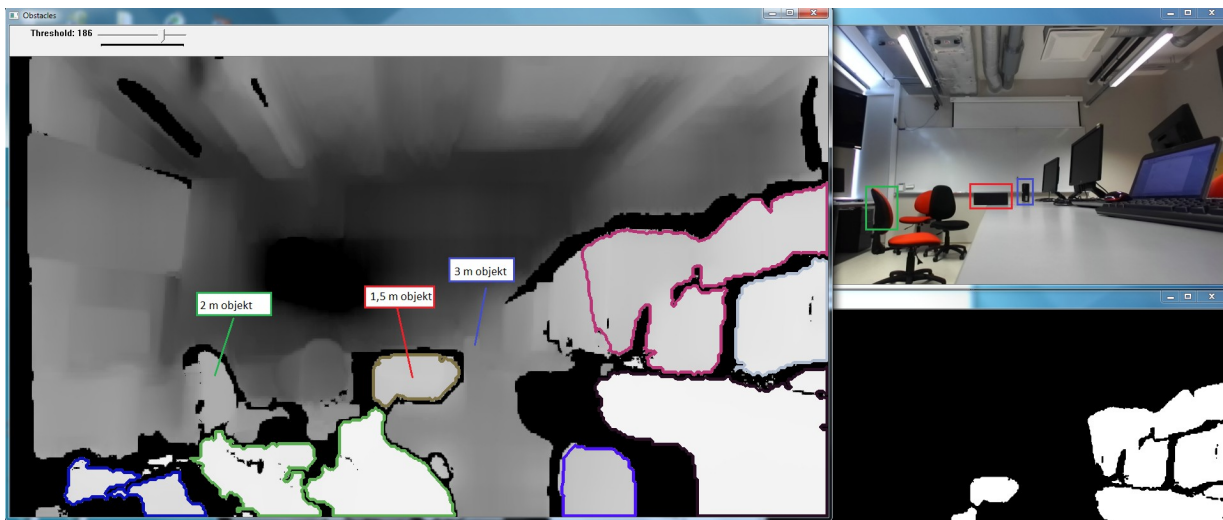 Obstacles
Threshold: 186
3 m objekt
2 m objekt
1,5 m objekt